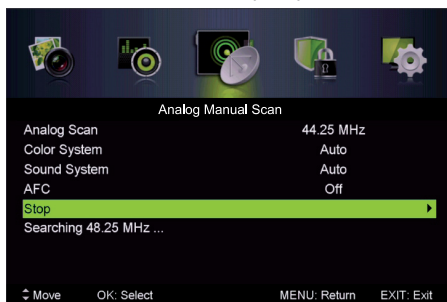 Analog Manual Scan
Analog Scan 44.25 MHz
Color System Auto
Sound System Auto
AFC Off
Stop
Searching 48.25 MHz ...
Move OK: Select MENU: Return EXIT: Exit